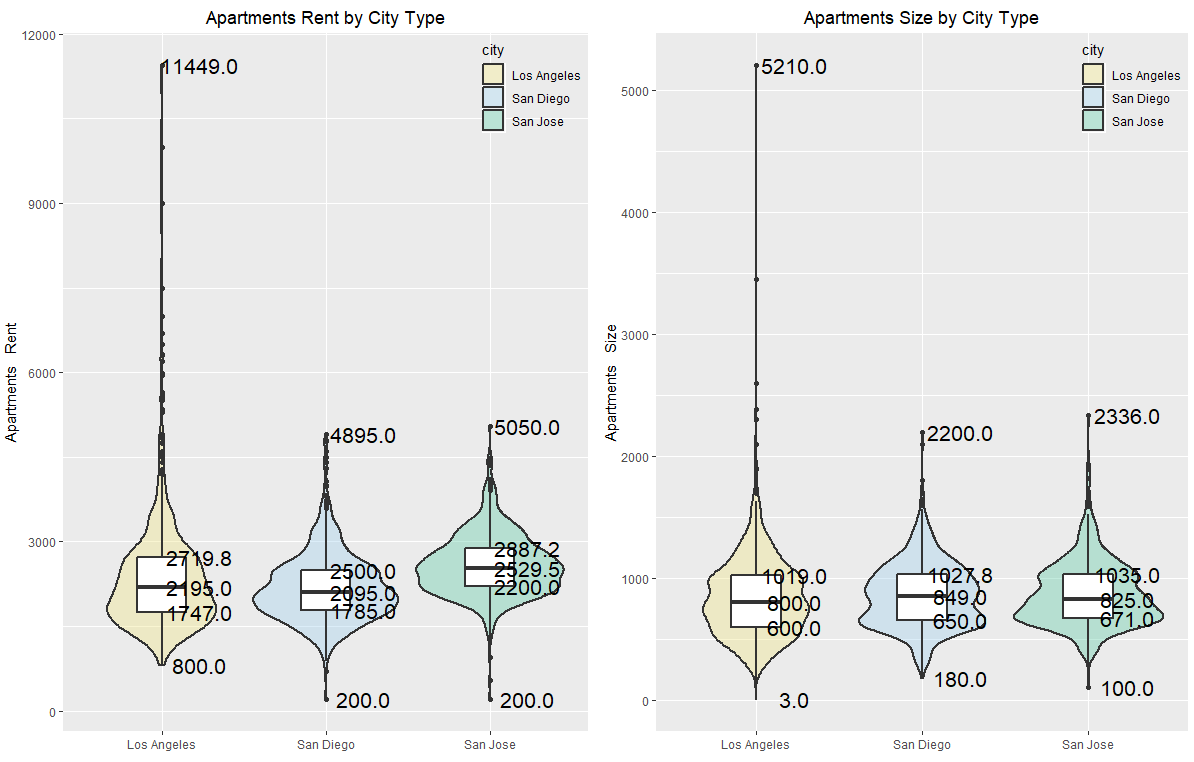 Apartments Rent by City Type
Apartments Rent
12000
9000
6000
3000
0
city
Los Angeles
San Diego
San Jose
11449.0
2719.8
2195.0
1747.0
800.0
4895.0
2500.0
2095.0
1785.0
200.0
5050.0
2887.2
2529.5
2200.0
200.0
Los Angeles
San Diego
San Jose
Apartments Size by City Type
Apartments Size
5000
4000
3000
2000
1000
0
city
Los Angeles
San Diego
San Jose
5210.0
1019.0
800.0
600.0
3.0
2200.0
1027.8
849.0
650.0
180.0
2336.0
1035.0
825.0
671.0
100.0
Los Angeles
San Diego
San Jose